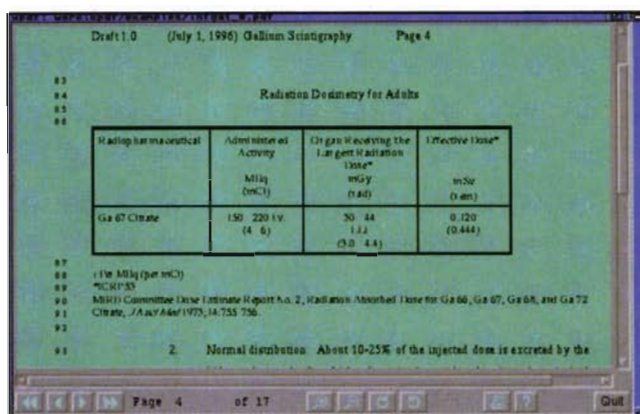 Draft 1.0 (July 1, 1996) Gallium Scintigraphy Page 4
83
84 Radiation Dosimetry for Adults
85
86
Radiopharmaceutical Administered Activity MBq (mCi) Organ Receiving the Largest Radiation Dose* mGy (rad) Effective Dose* mSv (rem)
Ga 67 Citrate 150 220 i.v. (4 6) 30 44 (3.0 4.4) 0.120 (0.444)
87
88 (per mCi)
89 *ICRP 53
90 MIRD Committee Dose Estimate Report No. 2, Radiation Absorbed Dose for Ga 66, Ga 67, Ga 68, and Ga 72
91 Citrate, J Nucl Med 1973; 14:755 756.
92
93 2. Normal distribution About 10-25% of the injected dose is excreted by the
Page 4 of 17 Quit